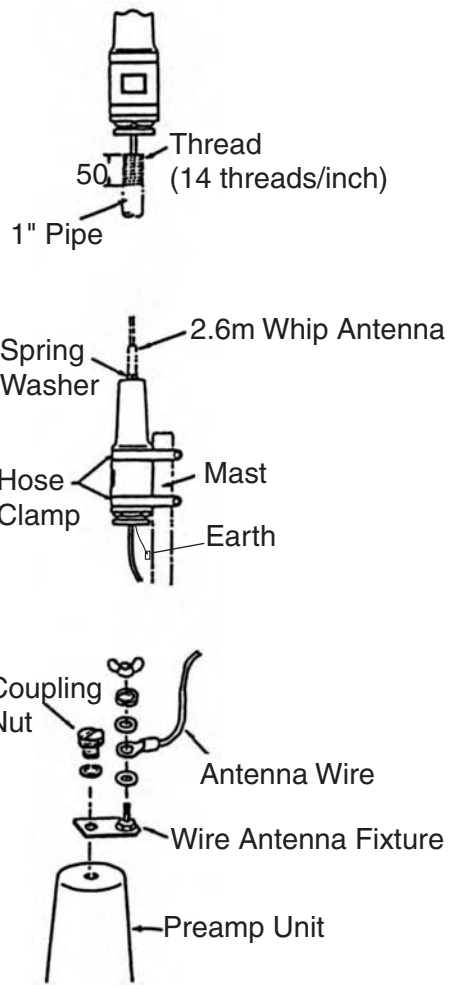 Thread
50 (14 threads/inch)
1" Pipe
2.6m Whip Antenna
Spring
Washer
Hose
Clamp
Mast
Earth
Coupling
Nut
Antenna Wire
Wire Antenna Fixture
Preamp Unit